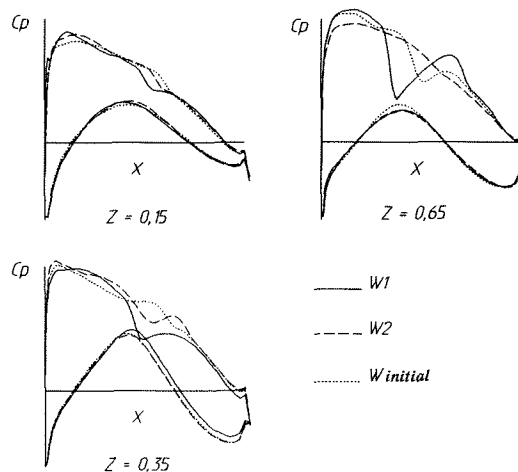 Cp
X
Z = 0,15
Cp
X
Z = 0,65
Cp
X
Z = 0,35
W1
W2
W initial